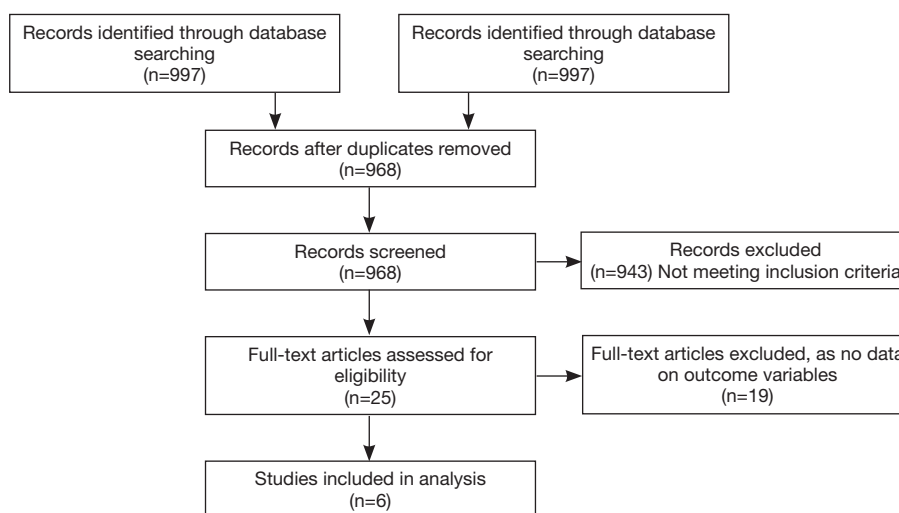 Records identified through database
searching
(n=997)
Records identified through database
searching
(n=997)
Records after duplicates removed
(n=968)
Records screened
(n=968)
Records excluded
(n=943) Not meeting inclusion criteria
Full-text articles assessed for
eligibility
(n=25)
Full-text articles excluded, as no data
on outcome variables
(n=19)
Studies included in analysis
(n=6)